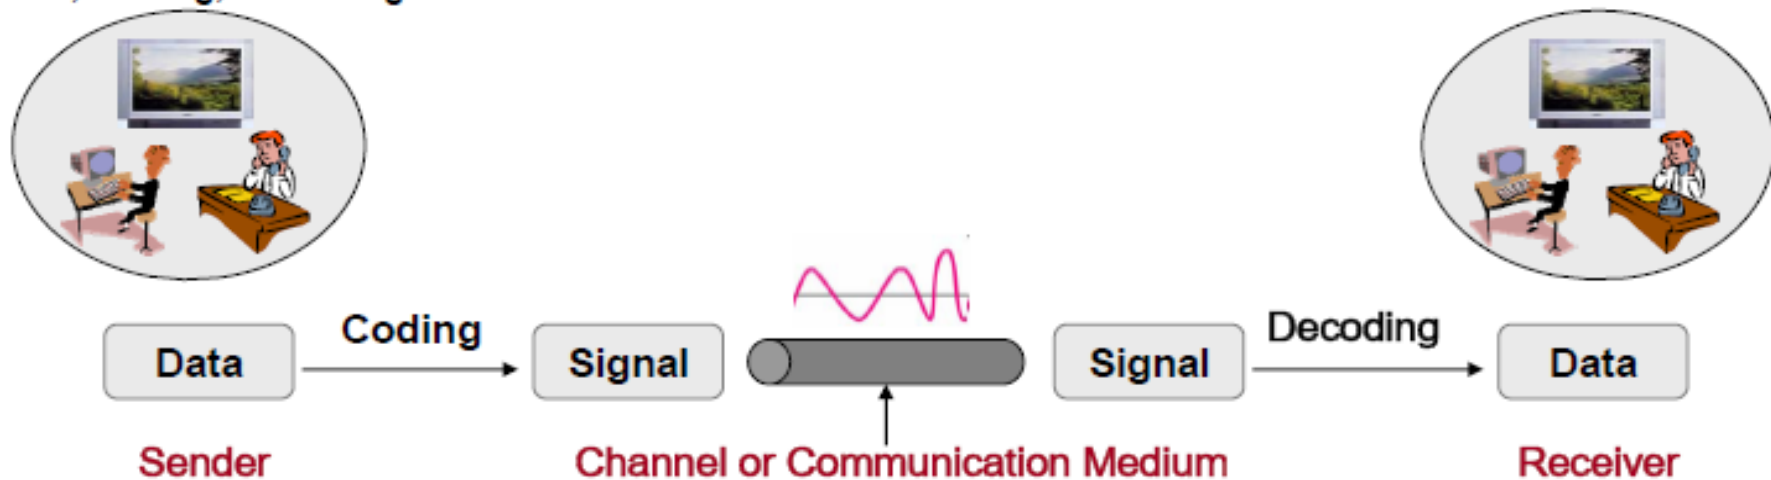 Coding
Decoding
Data
Signal
Signal
Data
Sender
Channel or Communication Medium
Receiver